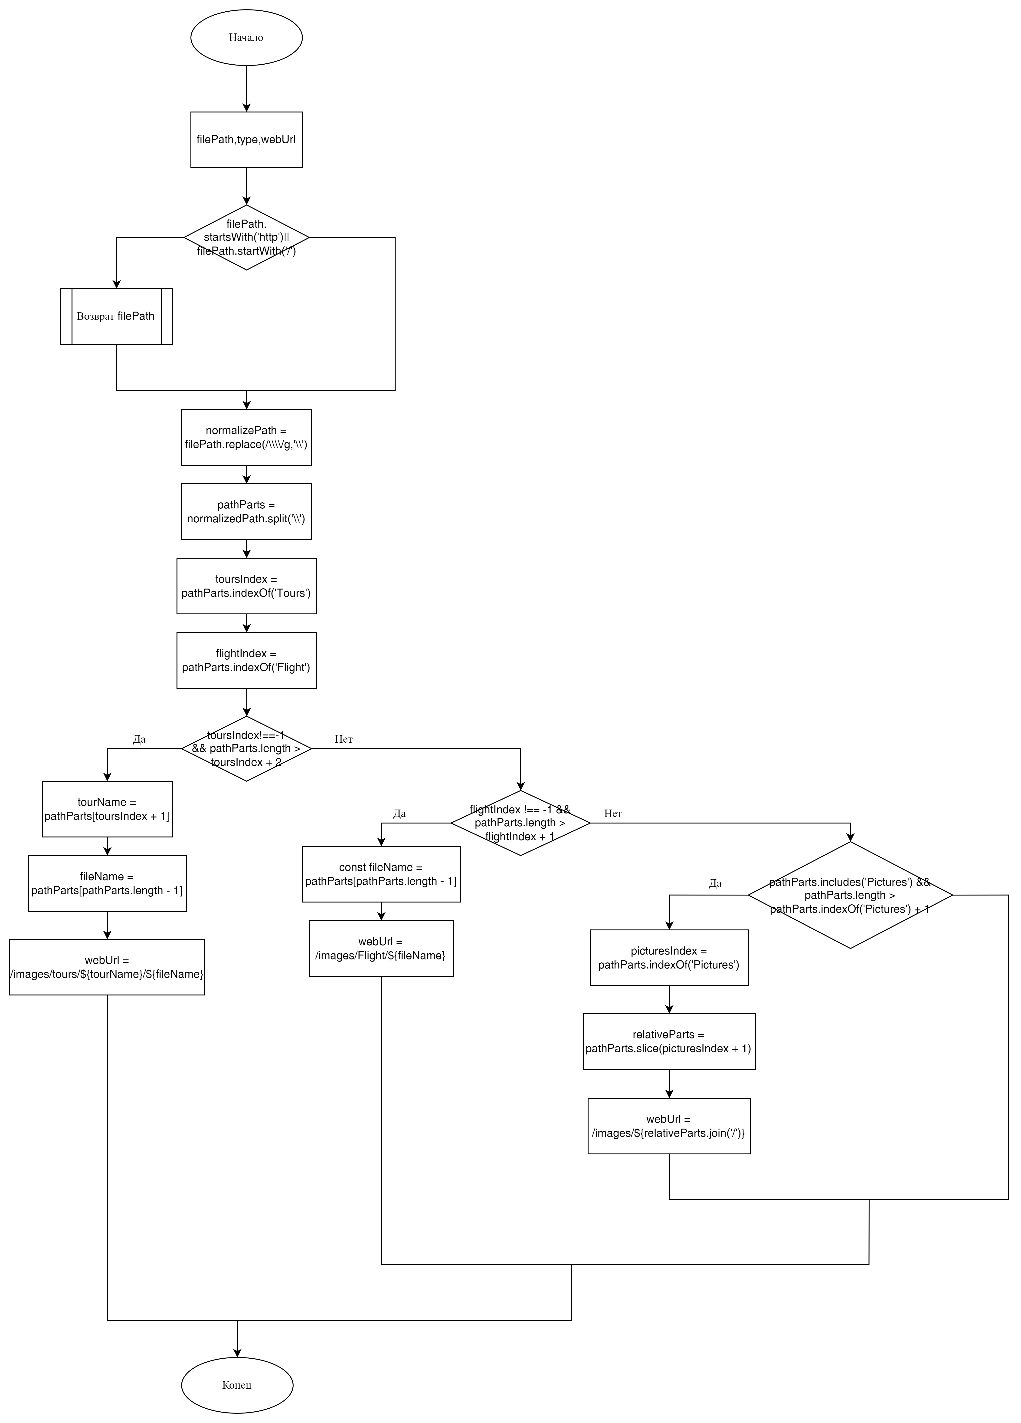 Начало
filePath,type,webUrl
filePath.
startsWith('http')||
filePath.startWith('/')
Возврат filePath
normalizePath =
filePath.replace(/\\\\/g,'\\')
pathParts =
normalizedPath.split('\\')
toursIndex =
pathParts.indexOf('Tours')
flightIndex =
pathParts.indexOf('Flight')
toursIndex!==-1
&& pathParts.length >
toursIndex + 2
Да
Нет
tourName =
pathParts[toursIndex + 1]
fileName =
pathParts[pathParts.length - 1]
webUrl =
/images/tours/${tourName}/${fileName}
flightIndex !== -1 &&
pathParts.length >
flightIndex + 1
Да
Нет
const fileName =
pathParts[pathParts.length - 1]
webUrl =
/images/Flight/${fileName}
pathParts.includes('Pictures') &&
pathParts.length >
pathParts.indexOf('Pictures') + 1
Да
picturesIndex =
pathParts.indexOf('Pictures')
relativeParts =
pathParts.slice(picturesIndex + 1)
webUrl =
/images/${relativeParts.join('/')}
Конец